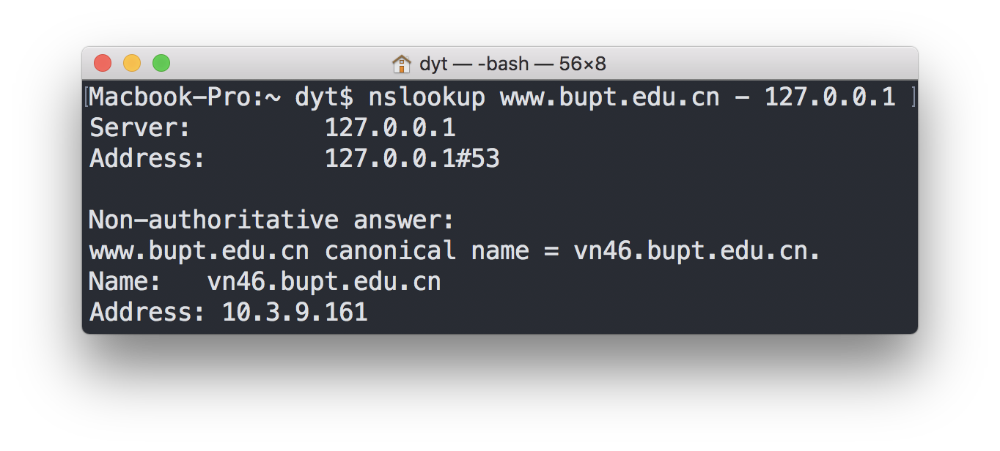 dyt — -bash — 56×8
Macbook-Pro:~ dyt$ nslookup www.bupt.edu.cn - 127.0.0.1
Server:		127.0.0.1
Address:	127.0.0.1#53
Non-authoritative answer:
www.bupt.edu.cn canonical name = vn46.bupt.edu.cn.
Name:	vn46.bupt.edu.cn
Address: 10.3.9.161